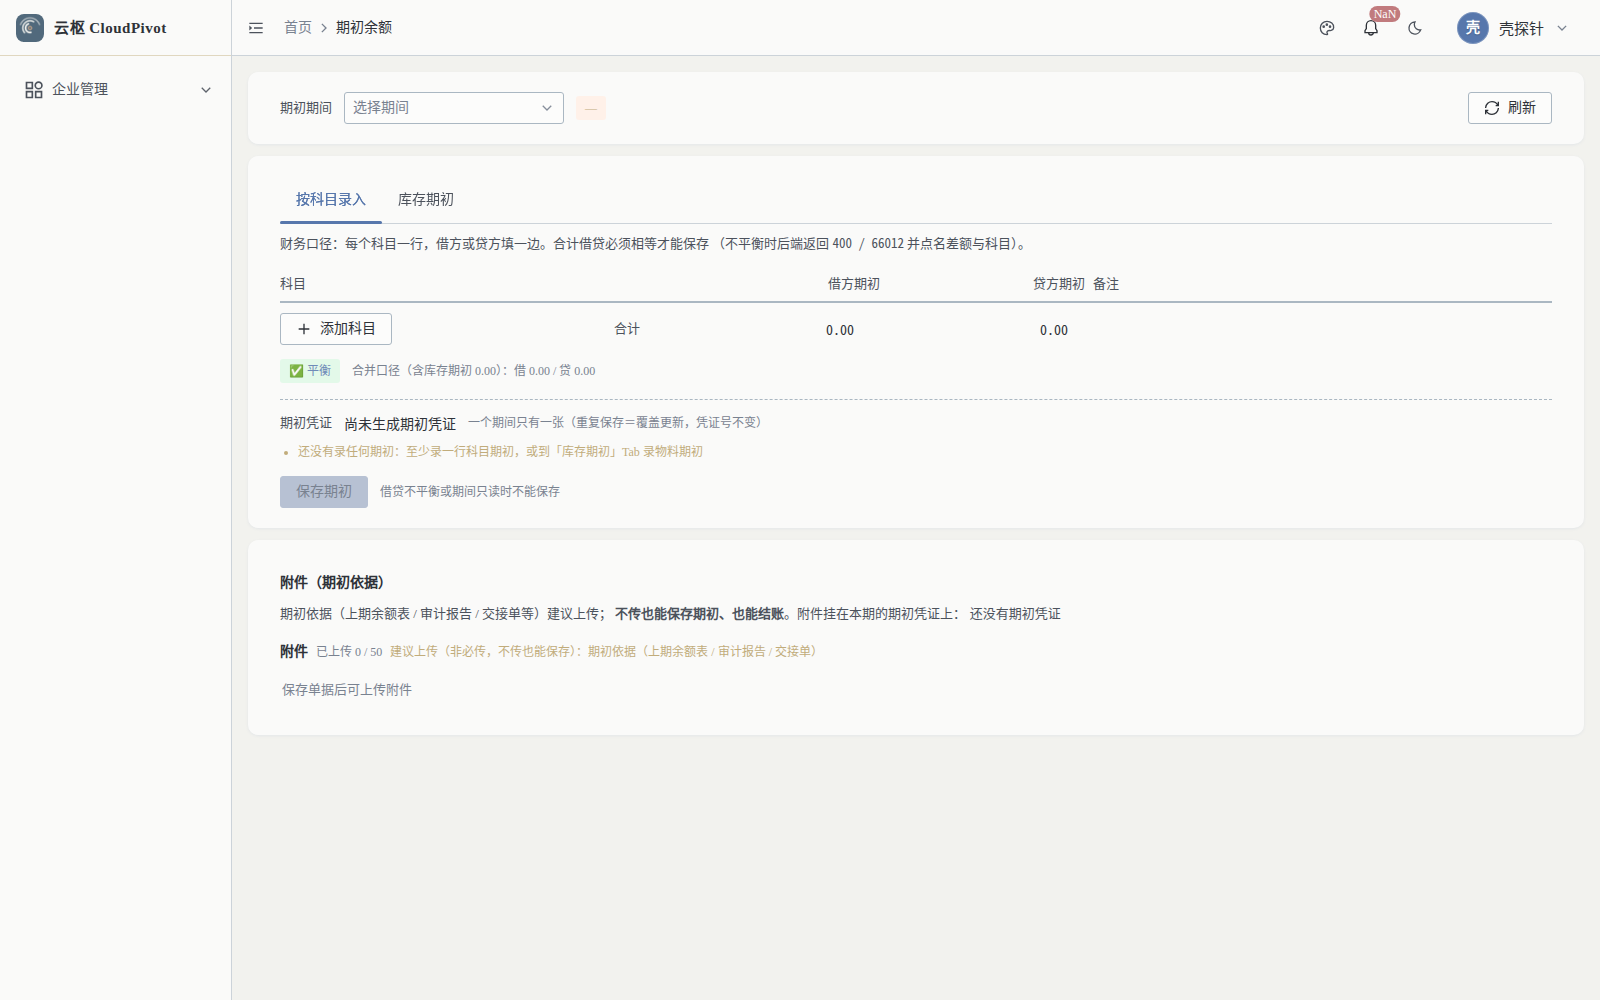 云枢 CloudPivot
首页 > 期初余额
NaN
壳 壳探针
企业管理
期初期间 选择期间 — 刷新
按科目录入 库存期初
财务口径：每个科目一行，借方或贷方填一边。合计借贷必须相等才能保存 （不平衡时后端返回 400 / 66012 并点名差额与科目）。
科目 借方期初 贷方期初 备注
添加科目 合计 0.00 0.00
✅ 平衡 合并口径（含库存期初 0.00）：借 0.00 / 贷 0.00
期初凭证 尚未生成期初凭证 一个期间只有一张（重复保存＝覆盖更新，凭证号不变）
还没有录任何期初：至少录一行科目期初，或到「库存期初」Tab 录物料期初
保存期初 借贷不平衡或期间只读时不能保存
附件（期初依据）
期初依据（上期余额表 / 审计报告 / 交接单等）建议上传； 不传也能保存期初、也能结账。附件挂在本期的期初凭证上： 还没有期初凭证
附件 已上传 0 / 50 建议上传（非必传，不传也能保存）：期初依据（上期余额表 / 审计报告 / 交接单）
保存单据后可上传附件